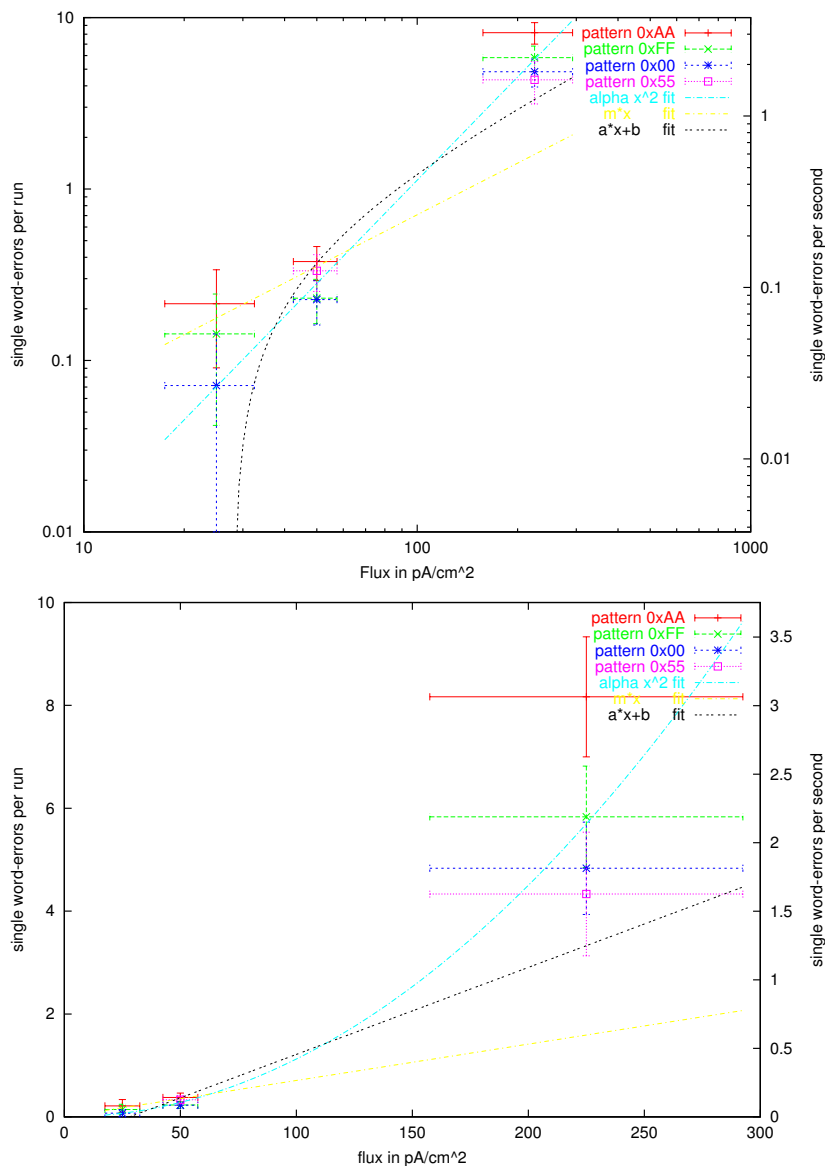 10
1
0.1
0.01
10
100
1000
1
0.1
0.01
single word-errors per run
single word-errors per second
Flux in pA/cm^2
pattern 0xAA
pattern 0xFF
pattern 0x00
pattern 0x55
alpha x^2 fit
m*x fit
a*x+b fit
10
8
6
4
2
0
0
50
100
150
200
250
300
3.5
3
2.5
2
1.5
1
0.5
0
single word-errors per run
single word-errors per second
flux in pA/cm^2
pattern 0xAA
pattern 0xFF
pattern 0x00
pattern 0x55
alpha x^2 fit
m*x fit
a*x+b fit